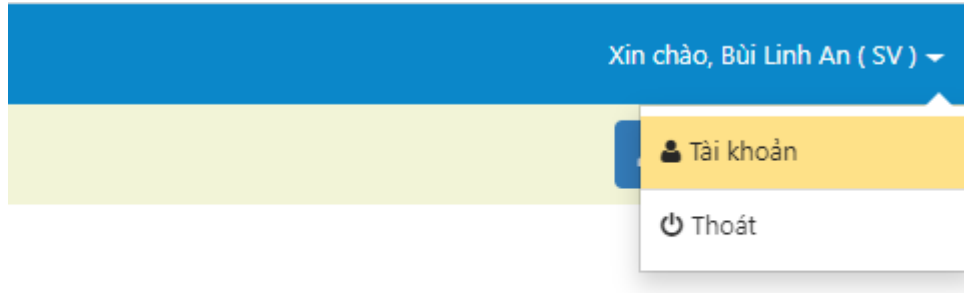 Xin chào, Bùi Linh An ( SV )
Tài khoản
Thoát